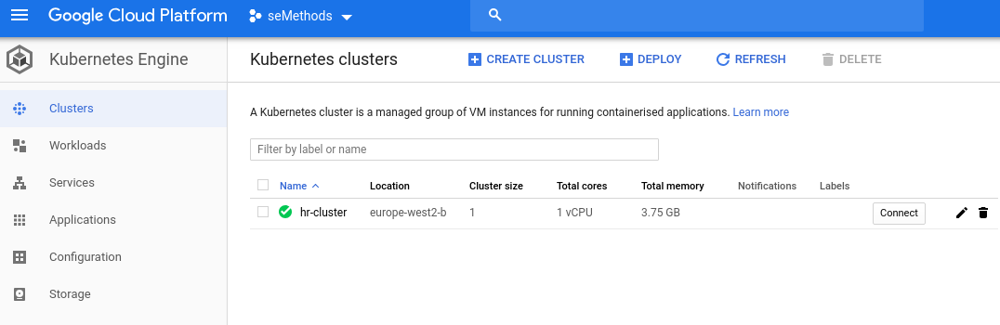 Google Cloud Platform seMethods
Kubernetes Engine
Kubernetes clusters CREATE CLUSTER DEPLOY REFRESH DELETE
Clusters
Workloads
Services
Applications
Configuration
Storage
A Kubernetes cluster is a managed group of VM instances for running containerised applications. Learn more
Filter by label or name
Name Location Cluster size Total cores Total memory Notifications Labels
hr-cluster europe-west2-b 1 1 vCPU 3.75 GB Connect